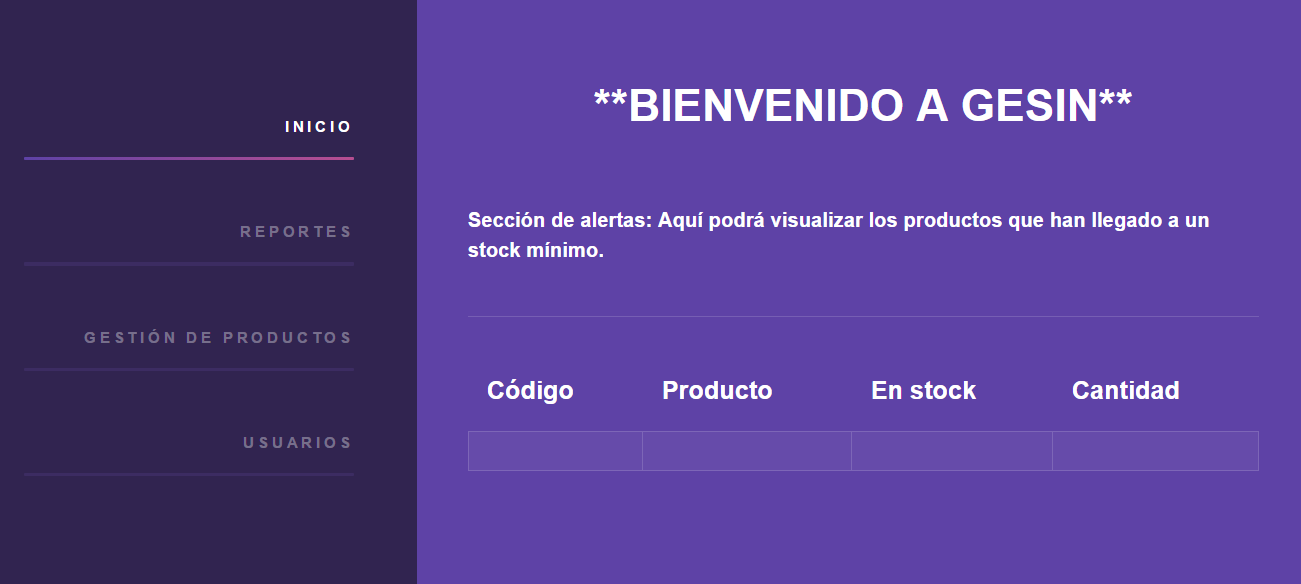 INICIO
REPORTES
GESTIÓN DE PRODUCTOS
USUARIOS
**BIENVENIDO A GESIN**
Sección de alertas: Aquí podrá visualizar los productos que han llegado a un
stock mínimo.
Código Producto En stock Cantidad